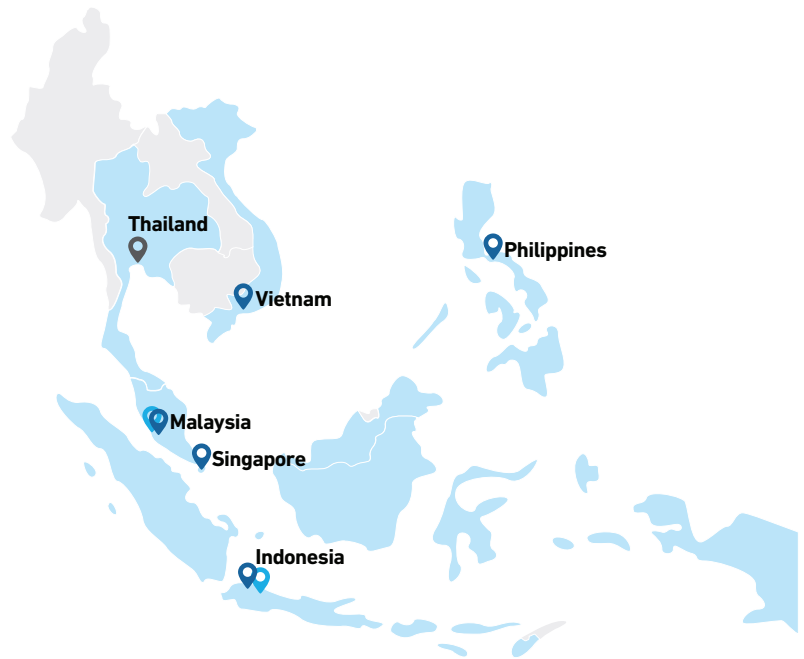 Thailand
Philippines
Vietnam
Malaysia
Singapore
Indonesia